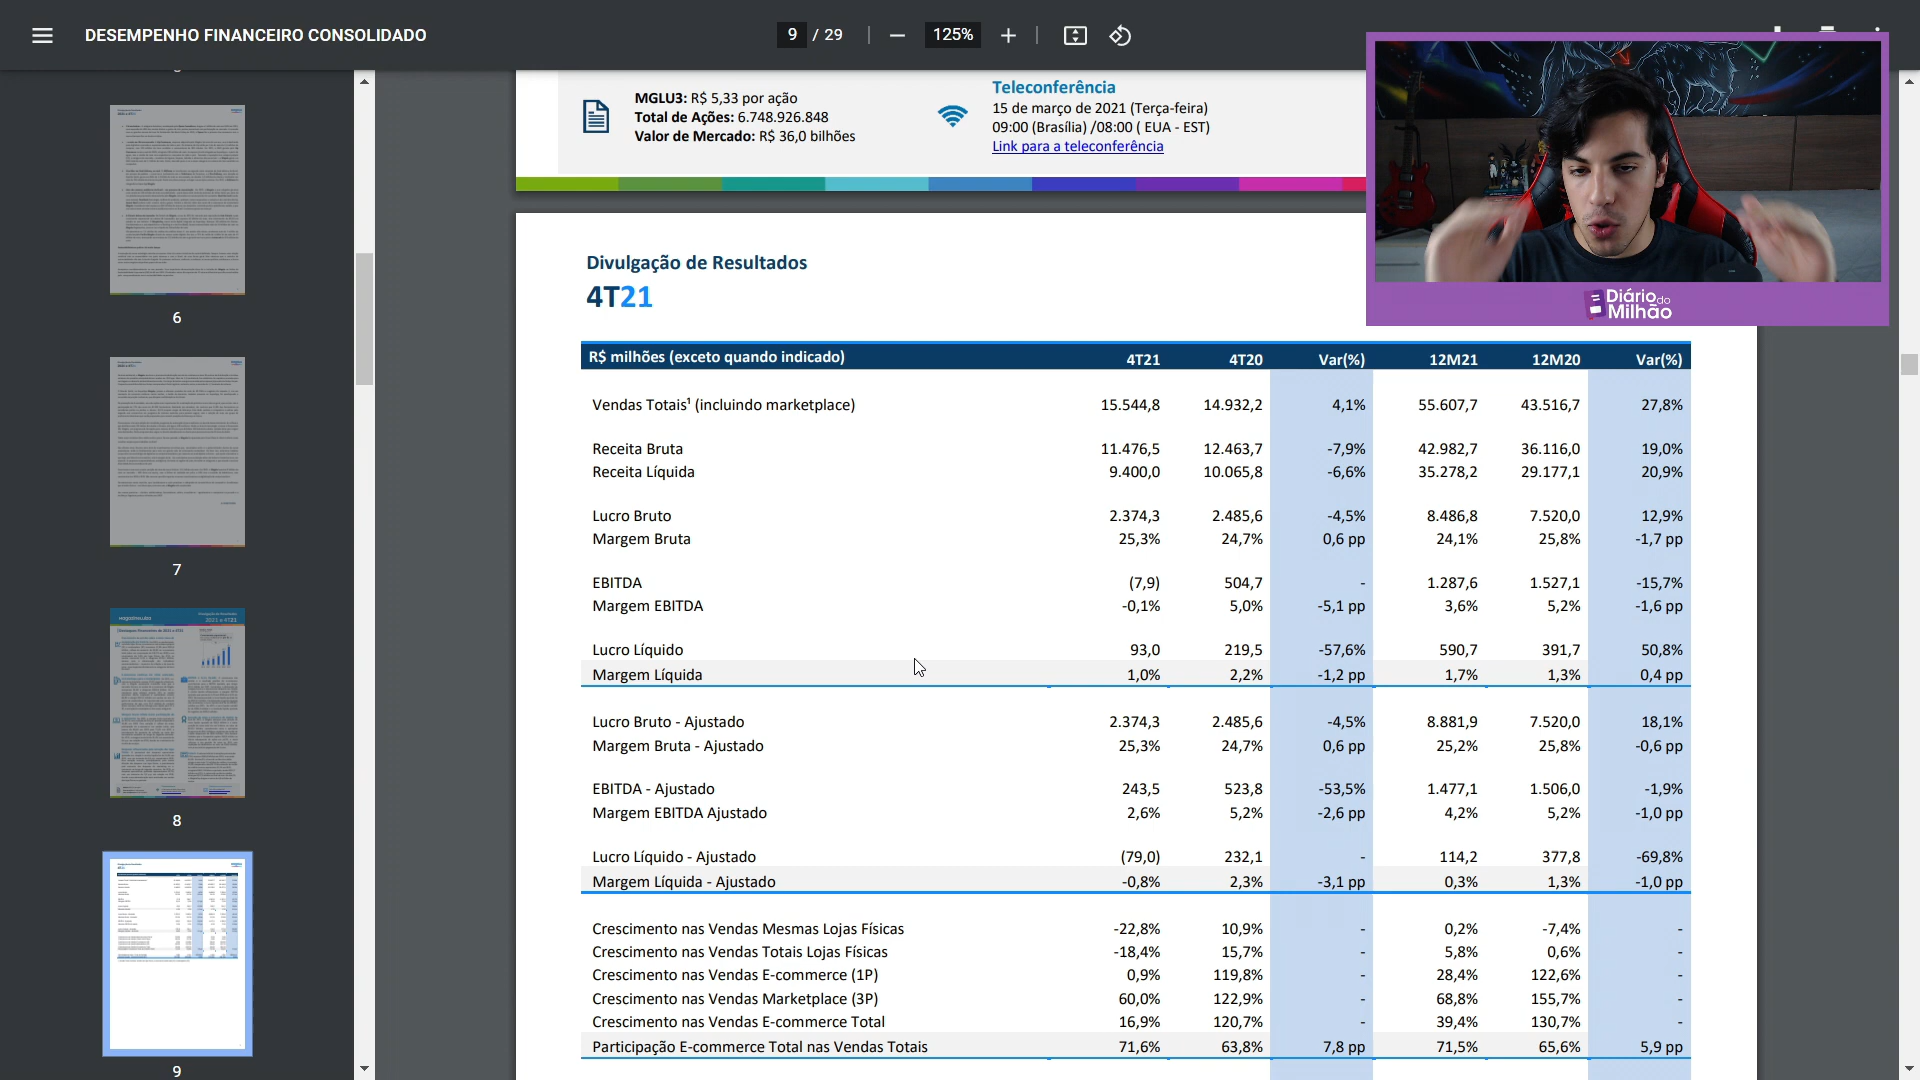 DESEMPENHO FINANCEIRO CONSOLIDADO
9 / 29
125%
6
7
8
9
MGLU3: R$ 5,33 por ação
Total de Ações: 6.748.926.848
Valor de Mercado: R$ 36,0 bilhões
Teleconferência
15 de março de 2021 (Terça-feira)
09:00 (Brasília) /08:00 ( EUA - EST)
Link para a teleconferência
Diário do
Milhão
Divulgação de Resultados
4T21
R$ milhões (exceto quando indicado) 4T21 4T20 Var(%) 12M21 12M20 Var(%)
Vendas Totais¹ (incluindo marketplace) 15.544,8 14.932,2 4,1% 55.607,7 43.516,7 27,8%
Receita Bruta 11.476,5 12.463,7 -7,9% 42.982,7 36.116,0 19,0%
Receita Líquida 9.400,0 10.065,8 -6,6% 35.278,2 29.177,1 20,9%
Lucro Bruto 2.374,3 2.485,6 -4,5% 8.486,8 7.520,0 12,9%
Margem Bruta 25,3% 24,7% 0,6 pp 24,1% 25,8% -1,7 pp
EBITDA (7,9) 504,7 - 1.287,6 1.527,1 -15,7%
Margem EBITDA -0,1% 5,0% -5,1 pp 3,6% 5,2% -1,6 pp
Lucro Líquido 93,0 219,5 -57,6% 590,7 391,7 50,8%
Margem Líquida 1,0% 2,2% -1,2 pp 1,7% 1,3% 0,4 pp
Lucro Bruto - Ajustado 2.374,3 2.485,6 -4,5% 8.881,9 7.520,0 18,1%
Margem Bruta - Ajustado 25,3% 24,7% 0,6 pp 25,2% 25,8% -0,6 pp
EBITDA - Ajustado 243,5 523,8 -53,5% 1.477,1 1.506,0 -1,9%
Margem EBITDA Ajustado 2,6% 5,2% -2,6 pp 4,2% 5,2% -1,0 pp
Lucro Líquido - Ajustado (79,0) 232,1 - 114,2 377,8 -69,8%
Margem Líquida - Ajustado -0,8% 2,3% -3,1 pp 0,3% 1,3% -1,0 pp
Crescimento nas Vendas Mesmas Lojas Físicas -22,8% 10,9% - 0,2% -7,4% -
Crescimento nas Vendas Totais Lojas Físicas -18,4% 15,7% - 5,8% 0,6% -
Crescimento nas Vendas E-commerce (1P) 0,9% 119,8% - 28,4% 122,6% -
Crescimento nas Vendas Marketplace (3P) 60,0% 122,9% - 68,8% 155,7% -
Crescimento nas Vendas E-commerce Total 16,9% 120,7% - 39,4% 130,7% -
Participação E-commerce Total nas Vendas Totais 71,6% 63,8% 7,8 pp 71,5% 65,6% 5,9 pp